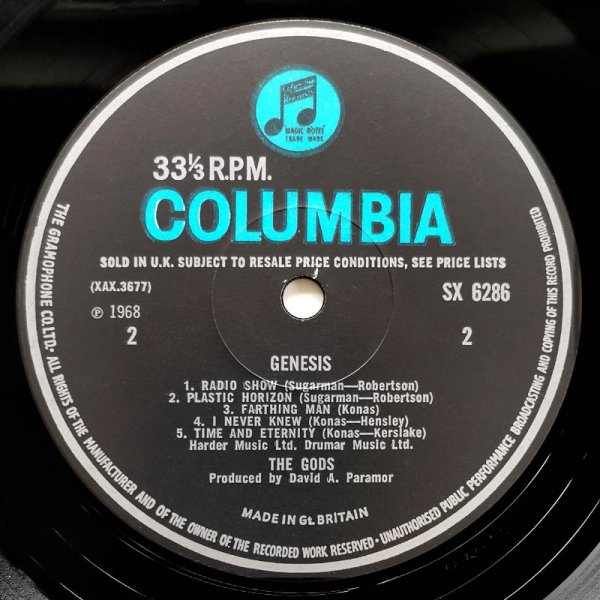 Columbia
Records
MAGIC NOTES
TRADE MARK
33⅓ R.P.M.
COLUMBIA
SOLD IN U.K. SUBJECT TO RESALE PRICE CONDITIONS, SEE PRICE LISTS
(XAX.3677)
SX 6286
℗ 1968
2
2
GENESIS
1. RADIO SHOW (Sugarman—Robertson)
2. PLASTIC HORIZON (Sugarman—Robertson)
3. FARTHING MAN (Konas)
4. I NEVER KNEW (Konas—Hensley)
5. TIME AND ETERNITY (Konas—Kerslake)
Harder Music Ltd. Drumar Music Ltd.
THE GODS
Produced by David A. Paramor
MADE IN Gt. BRITAIN
THE GRAMOPHONE CO. LTD. · ALL RIGHTS OF THE MANUFACTURER AND OF THE OWNER OF THE RECORDED WORK RESERVED · UNAUTHORISED PUBLIC PERFORMANCE BROADCASTING AND COPYING OF THIS RECORD PROHIBITED